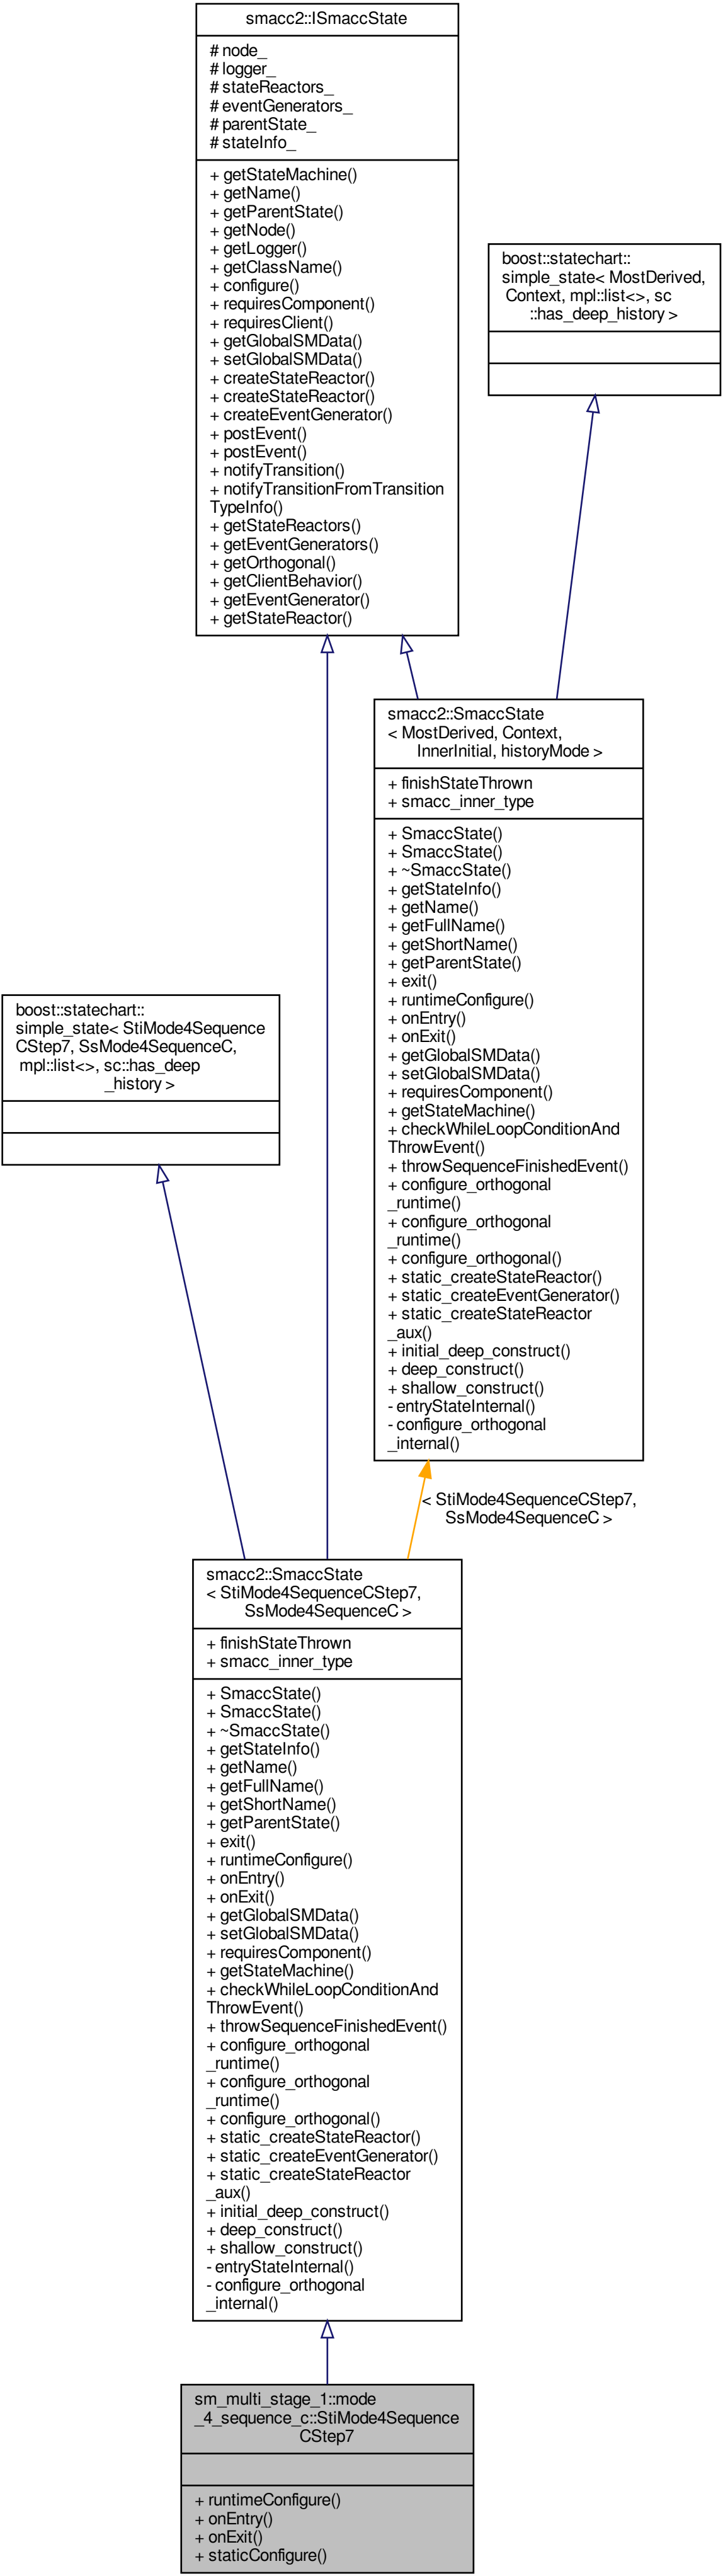 smacc2::ISmaccState
# node_
# logger_
# stateReactors_
# eventGenerators_
# parentState_
# stateInfo_
+ getStateMachine()
+ getName()
+ getParentState()
+ getNode()
+ getLogger()
+ getClassName()
+ configure()
+ requiresComponent()
+ requiresClient()
+ getGlobalSMData()
+ setGlobalSMData()
+ createStateReactor()
+ createStateReactor()
+ createEventGenerator()
+ postEvent()
+ postEvent()
+ notifyTransition()
+ notifyTransitionFromTransition
TypeInfo()
+ getStateReactors()
+ getEventGenerators()
+ getOrthogonal()
+ getClientBehavior()
+ getEventGenerator()
+ getStateReactor()
boost::statechart::
simple_state< MostDerived,
Context, mpl::list<>, sc
::has_deep_history >
smacc2::SmaccState
< MostDerived, Context,
InnerInitial, historyMode >
+ finishStateThrown
+ smacc_inner_type
+ SmaccState()
+ SmaccState()
+ ~SmaccState()
+ getStateInfo()
+ getName()
+ getFullName()
+ getShortName()
+ getParentState()
+ exit()
+ runtimeConfigure()
+ onEntry()
+ onExit()
+ getGlobalSMData()
+ setGlobalSMData()
+ requiresComponent()
+ getStateMachine()
+ checkWhileLoopConditionAnd
ThrowEvent()
+ throwSequenceFinishedEvent()
+ configure_orthogonal
_runtime()
+ configure_orthogonal
_runtime()
+ configure_orthogonal()
+ static_createStateReactor()
+ static_createEventGenerator()
+ static_createStateReactor
_aux()
+ initial_deep_construct()
+ deep_construct()
+ shallow_construct()
- entryStateInternal()
- configure_orthogonal
_internal()
boost::statechart::
simple_state< StiMode4Sequence
CStep7, SsMode4SequenceC,
mpl::list<>, sc::has_deep
_history >
< StiMode4SequenceCStep7,
SsMode4SequenceC >
smacc2::SmaccState
< StiMode4SequenceCStep7,
SsMode4SequenceC >
+ finishStateThrown
+ smacc_inner_type
+ SmaccState()
+ SmaccState()
+ ~SmaccState()
+ getStateInfo()
+ getName()
+ getFullName()
+ getShortName()
+ getParentState()
+ exit()
+ runtimeConfigure()
+ onEntry()
+ onExit()
+ getGlobalSMData()
+ setGlobalSMData()
+ requiresComponent()
+ getStateMachine()
+ checkWhileLoopConditionAnd
ThrowEvent()
+ throwSequenceFinishedEvent()
+ configure_orthogonal
_runtime()
+ configure_orthogonal
_runtime()
+ configure_orthogonal()
+ static_createStateReactor()
+ static_createEventGenerator()
+ static_createStateReactor
_aux()
+ initial_deep_construct()
+ deep_construct()
+ shallow_construct()
- entryStateInternal()
- configure_orthogonal
_internal()
sm_multi_stage_1::mode
_4_sequence_c::StiMode4Sequence
CStep7
+ runtimeConfigure()
+ onEntry()
+ onExit()
+ staticConfigure()